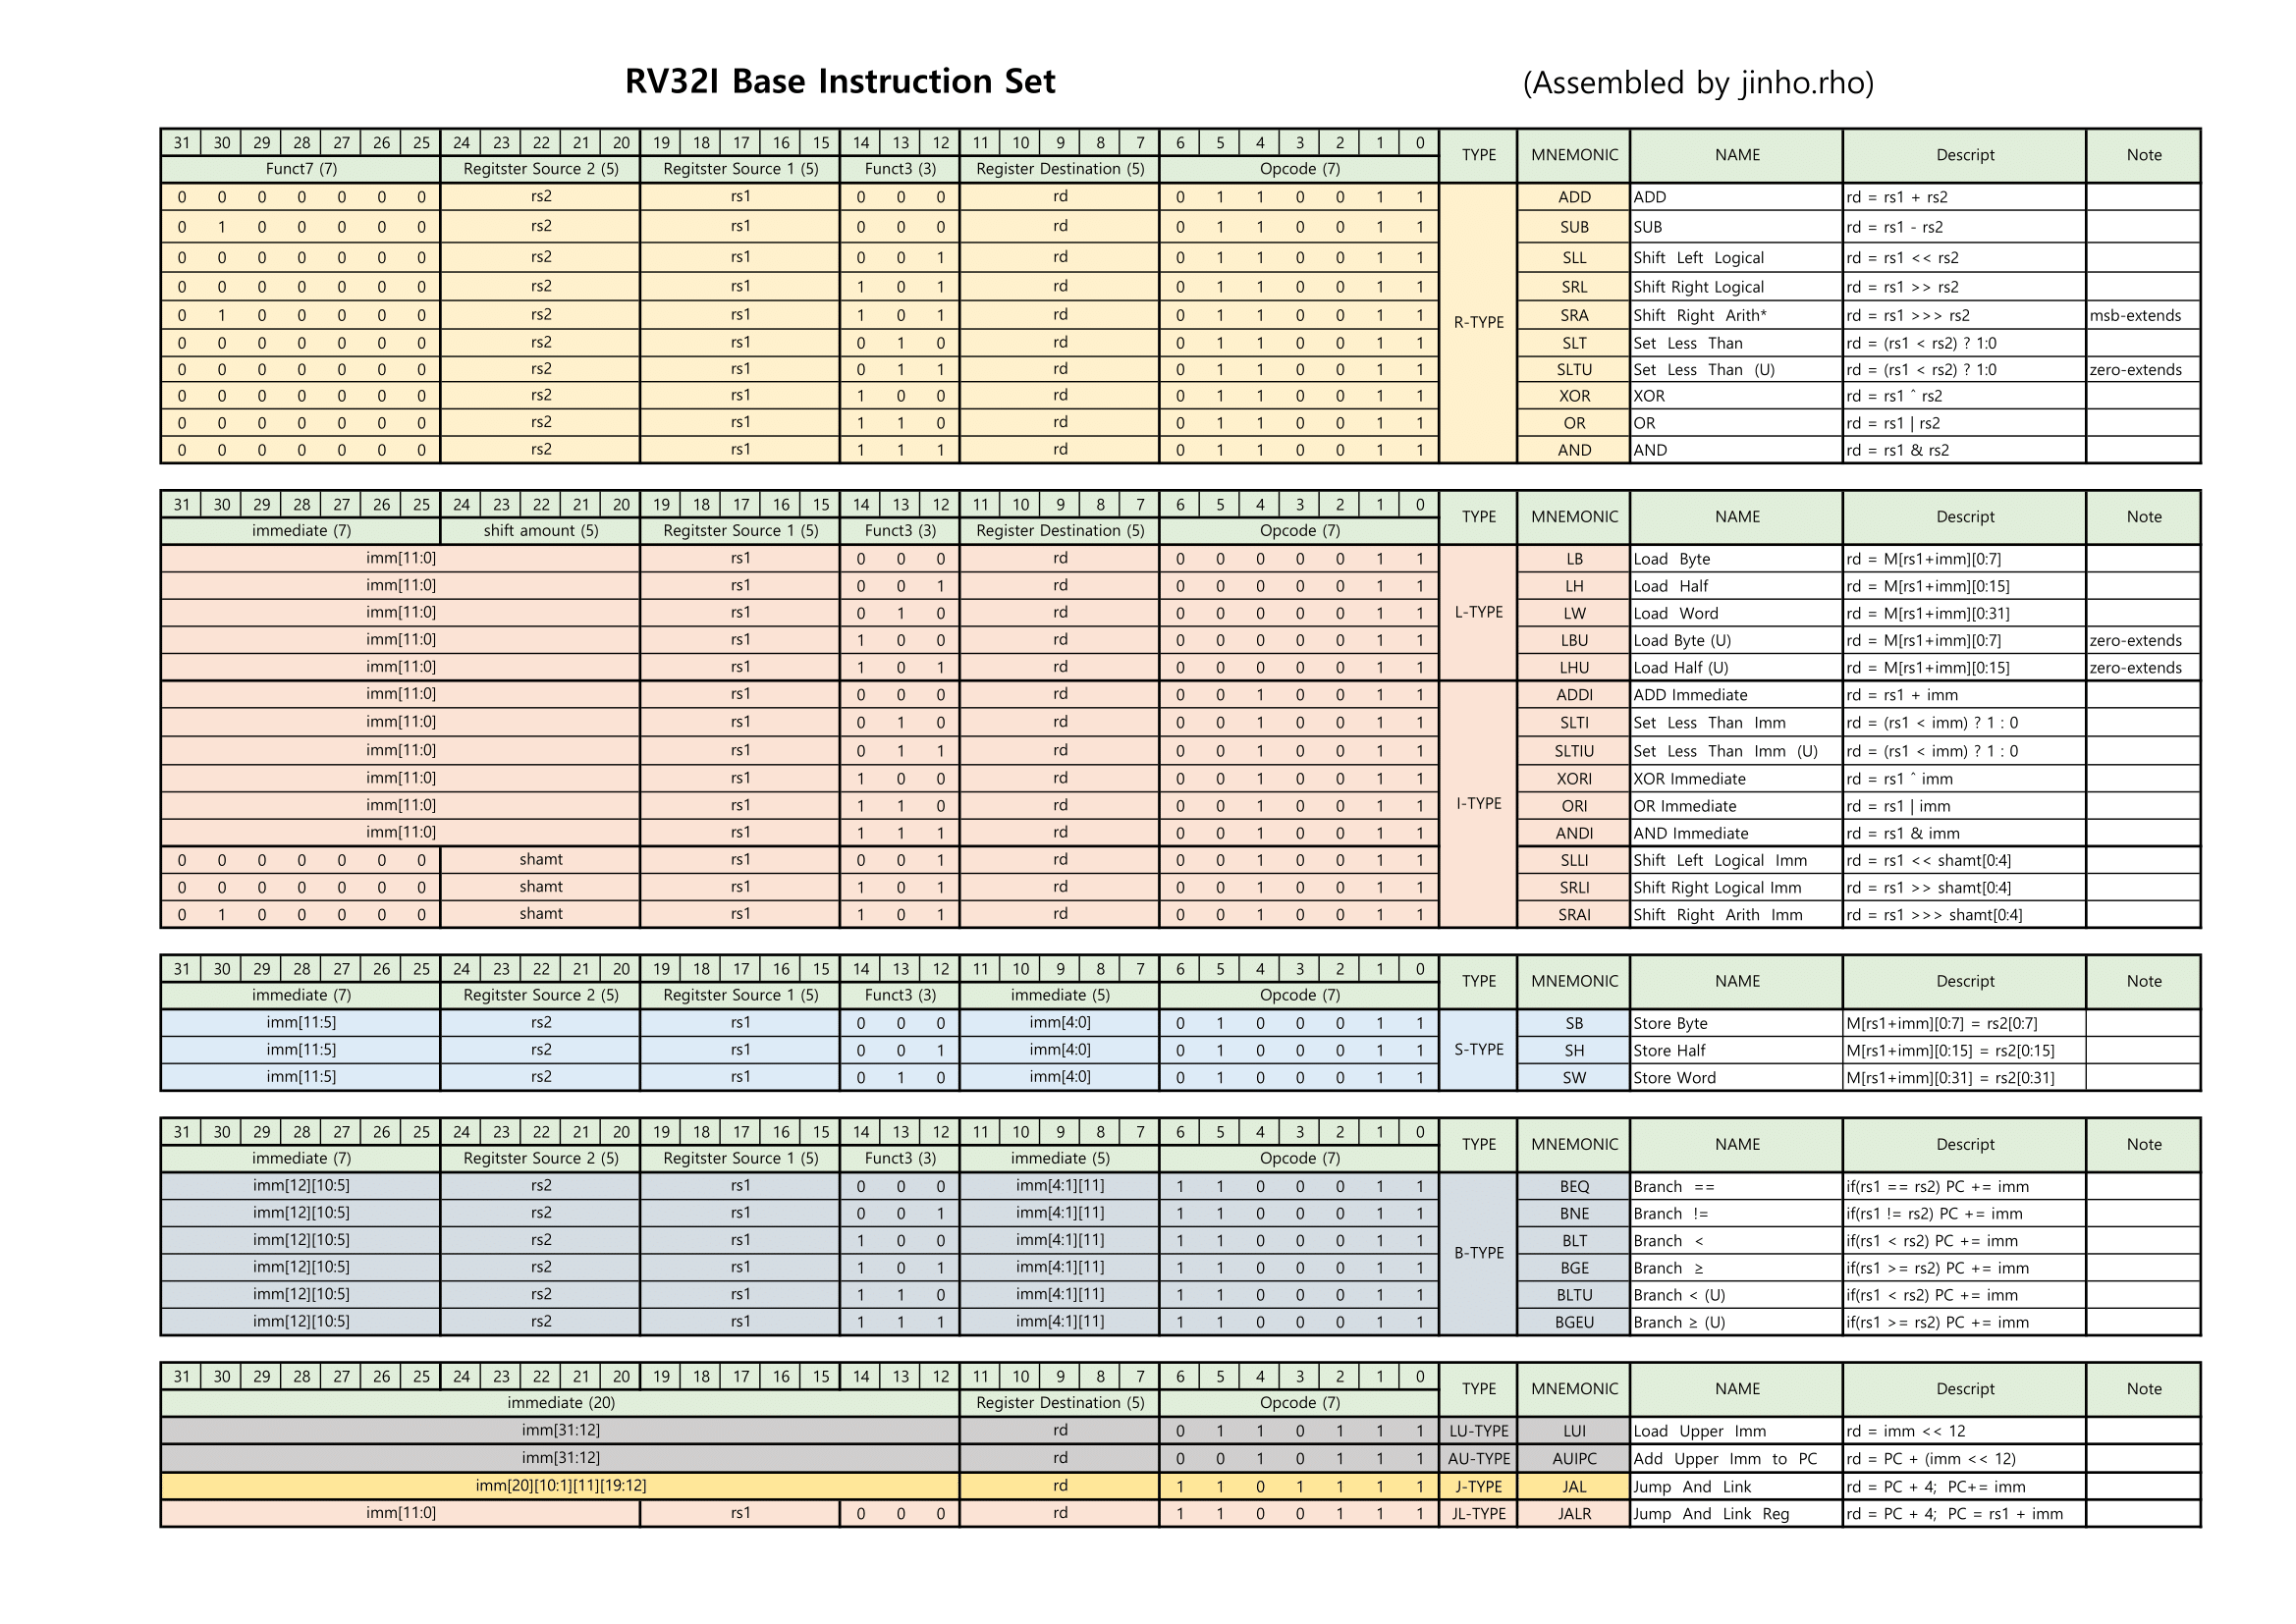 RV32I Base Instruction Set (Assembled by jinho.rho)
31 30 29 28 27 26 25 24 23 22 21 20 19 18 17 16 15 14 13 12 11 10 9 8 7 6 5 4 3 2 1 0 TYPE MNEMONIC NAME Descript Note
Funct7 (7) Regitster Source 2 (5) Regitster Source 1 (5) Funct3 (3) Register Destination (5) Opcode (7)
0 0 0 0 0 0 0 rs2 rs1 0 0 0 rd 0 1 1 0 0 1 1 R-TYPE ADD ADD rd = rs1 + rs2
0 1 0 0 0 0 0 rs2 rs1 0 0 0 rd 0 1 1 0 0 1 1 SUB SUB rd = rs1 - rs2
0 0 0 0 0 0 0 rs2 rs1 0 0 1 rd 0 1 1 0 0 1 1 SLL Shift Left Logical rd = rs1 << rs2
0 0 0 0 0 0 0 rs2 rs1 1 0 1 rd 0 1 1 0 0 1 1 SRL Shift Right Logical rd = rs1 >> rs2
0 1 0 0 0 0 0 rs2 rs1 1 0 1 rd 0 1 1 0 0 1 1 SRA Shift Right Arith* rd = rs1 >>> rs2 msb-extends
0 0 0 0 0 0 0 rs2 rs1 0 1 0 rd 0 1 1 0 0 1 1 SLT Set Less Than rd = (rs1 < rs2) ? 1:0
0 0 0 0 0 0 0 rs2 rs1 0 1 1 rd 0 1 1 0 0 1 1 SLTU Set Less Than (U) rd = (rs1 < rs2) ? 1:0 zero-extends
0 0 0 0 0 0 0 rs2 rs1 1 0 0 rd 0 1 1 0 0 1 1 XOR XOR rd = rs1 ˆ rs2
0 0 0 0 0 0 0 rs2 rs1 1 1 0 rd 0 1 1 0 0 1 1 OR OR rd = rs1 | rs2
0 0 0 0 0 0 0 rs2 rs1 1 1 1 rd 0 1 1 0 0 1 1 AND AND rd = rs1 & rs2
31 30 29 28 27 26 25 24 23 22 21 20 19 18 17 16 15 14 13 12 11 10 9 8 7 6 5 4 3 2 1 0 TYPE MNEMONIC NAME Descript Note
immediate (7) shift amount (5) Regitster Source 1 (5) Funct3 (3) Register Destination (5) Opcode (7)
imm[11:0] rs1 0 0 0 rd 0 0 0 0 0 1 1 L-TYPE LB Load Byte rd = M[rs1+imm][0:7]
imm[11:0] rs1 0 0 1 rd 0 0 0 0 0 1 1 LH Load Half rd = M[rs1+imm][0:15]
imm[11:0] rs1 0 1 0 rd 0 0 0 0 0 1 1 LW Load Word rd = M[rs1+imm][0:31]
imm[11:0] rs1 1 0 0 rd 0 0 0 0 0 1 1 LBU Load Byte (U) rd = M[rs1+imm][0:7] zero-extends
imm[11:0] rs1 1 0 1 rd 0 0 0 0 0 1 1 LHU Load Half (U) rd = M[rs1+imm][0:15] zero-extends
imm[11:0] rs1 0 0 0 rd 0 0 1 0 0 1 1 I-TYPE ADDI ADD Immediate rd = rs1 + imm
imm[11:0] rs1 0 1 0 rd 0 0 1 0 0 1 1 SLTI Set Less Than Imm rd = (rs1 < imm) ? 1 : 0
imm[11:0] rs1 0 1 1 rd 0 0 1 0 0 1 1 SLTIU Set Less Than Imm (U) rd = (rs1 < imm) ? 1 : 0
imm[11:0] rs1 1 0 0 rd 0 0 1 0 0 1 1 XORI XOR Immediate rd = rs1 ˆ imm
imm[11:0] rs1 1 1 0 rd 0 0 1 0 0 1 1 ORI OR Immediate rd = rs1 | imm
imm[11:0] rs1 1 1 1 rd 0 0 1 0 0 1 1 ANDI AND Immediate rd = rs1 & imm
0 0 0 0 0 0 0 shamt rs1 0 0 1 rd 0 0 1 0 0 1 1 SLLI Shift Left Logical Imm rd = rs1 << shamt[0:4]
0 0 0 0 0 0 0 shamt rs1 1 0 1 rd 0 0 1 0 0 1 1 SRLI Shift Right Logical Imm rd = rs1 >> shamt[0:4]
0 1 0 0 0 0 0 shamt rs1 1 0 1 rd 0 0 1 0 0 1 1 SRAI Shift Right Arith Imm rd = rs1 >>> shamt[0:4]
31 30 29 28 27 26 25 24 23 22 21 20 19 18 17 16 15 14 13 12 11 10 9 8 7 6 5 4 3 2 1 0 TYPE MNEMONIC NAME Descript Note
immediate (7) Regitster Source 2 (5) Regitster Source 1 (5) Funct3 (3) immediate (5) Opcode (7)
imm[11:5] rs2 rs1 0 0 0 imm[4:0] 0 1 0 0 0 1 1 S-TYPE SB Store Byte M[rs1+imm][0:7] = rs2[0:7]
imm[11:5] rs2 rs1 0 0 1 imm[4:0] 0 1 0 0 0 1 1 SH Store Half M[rs1+imm][0:15] = rs2[0:15]
imm[11:5] rs2 rs1 0 1 0 imm[4:0] 0 1 0 0 0 1 1 SW Store Word M[rs1+imm][0:31] = rs2[0:31]
31 30 29 28 27 26 25 24 23 22 21 20 19 18 17 16 15 14 13 12 11 10 9 8 7 6 5 4 3 2 1 0 TYPE MNEMONIC NAME Descript Note
immediate (7) Regitster Source 2 (5) Regitster Source 1 (5) Funct3 (3) immediate (5) Opcode (7)
imm[12][10:5] rs2 rs1 0 0 0 imm[4:1][11] 1 1 0 0 0 1 1 B-TYPE BEQ Branch == if(rs1 == rs2) PC += imm
imm[12][10:5] rs2 rs1 0 0 1 imm[4:1][11] 1 1 0 0 0 1 1 BNE Branch != if(rs1 != rs2) PC += imm
imm[12][10:5] rs2 rs1 1 0 0 imm[4:1][11] 1 1 0 0 0 1 1 BLT Branch < if(rs1 < rs2) PC += imm
imm[12][10:5] rs2 rs1 1 0 1 imm[4:1][11] 1 1 0 0 0 1 1 BGE Branch ≥ if(rs1 >= rs2) PC += imm
imm[12][10:5] rs2 rs1 1 1 0 imm[4:1][11] 1 1 0 0 0 1 1 BLTU Branch < (U) if(rs1 < rs2) PC += imm
imm[12][10:5] rs2 rs1 1 1 1 imm[4:1][11] 1 1 0 0 0 1 1 BGEU Branch ≥ (U) if(rs1 >= rs2) PC += imm
31 30 29 28 27 26 25 24 23 22 21 20 19 18 17 16 15 14 13 12 11 10 9 8 7 6 5 4 3 2 1 0 TYPE MNEMONIC NAME Descript Note
immediate (20) Register Destination (5) Opcode (7)
imm[31:12] rd 0 1 1 0 1 1 1 LU-TYPE LUI Load Upper Imm rd = imm << 12
imm[31:12] rd 0 0 1 0 1 1 1 AU-TYPE AUIPC Add Upper Imm to PC rd = PC + (imm << 12)
imm[20][10:1][11][19:12] rd 1 1 0 1 1 1 1 J-TYPE JAL Jump And Link rd = PC + 4; PC+= imm
imm[11:0] rs1 0 0 0 rd 1 1 0 0 1 1 1 JL-TYPE JALR Jump And Link Reg rd = PC + 4; PC = rs1 + imm